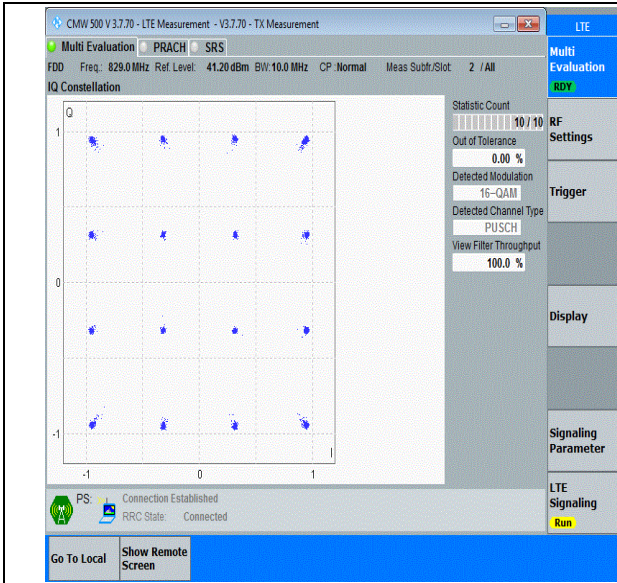 CMW 500 V 3.7.70 - LTE Measurement - V3.7.70 - TX Measurement
LTE
Multi Evaluation PRACH SRS
FDD Freq.: 829.0 MHz Ref. Level: 41.20 dBm BW: 10.0 MHz CP : Normal Meas Subfr./Slot: 2 / All
IQ Constellation
Q
1
0
-1
-1 0 1
I
Statistic Count
10 / 10
Out of Tolerance
0.00 %
Detected Modulation
16-QAM
Detected Channel Type
PUSCH
View Filter Throughput
100.0 %
Multi
Evaluation
RDY
RF
Settings
Trigger
Display
Signaling
Parameter
LTE
Signaling
Run
PS: Connection Established
RRC State: Connected
Go To Local
Show Remote
Screen